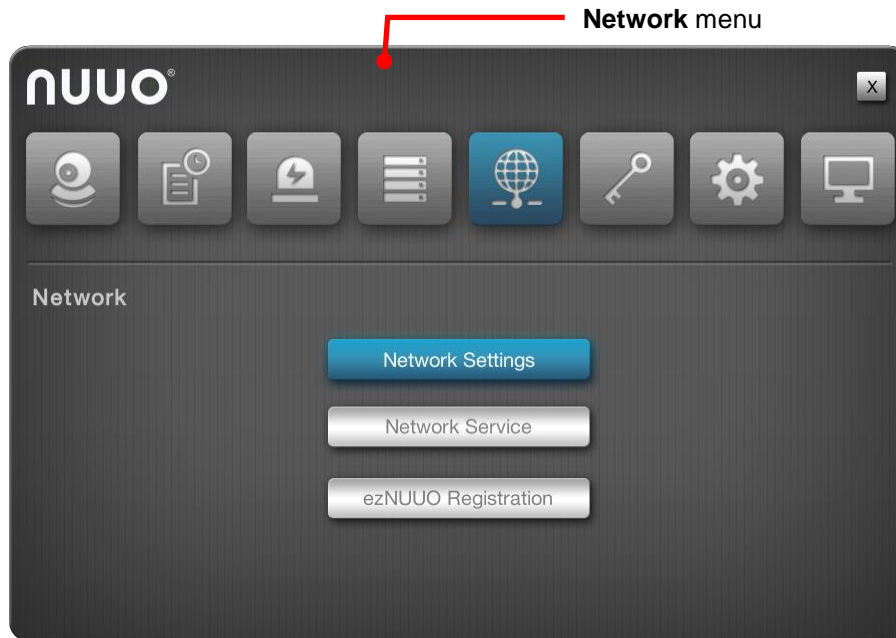 Network menu
nuuo®
X
Network
Network Settings
Network Service
ezNUUO Registration